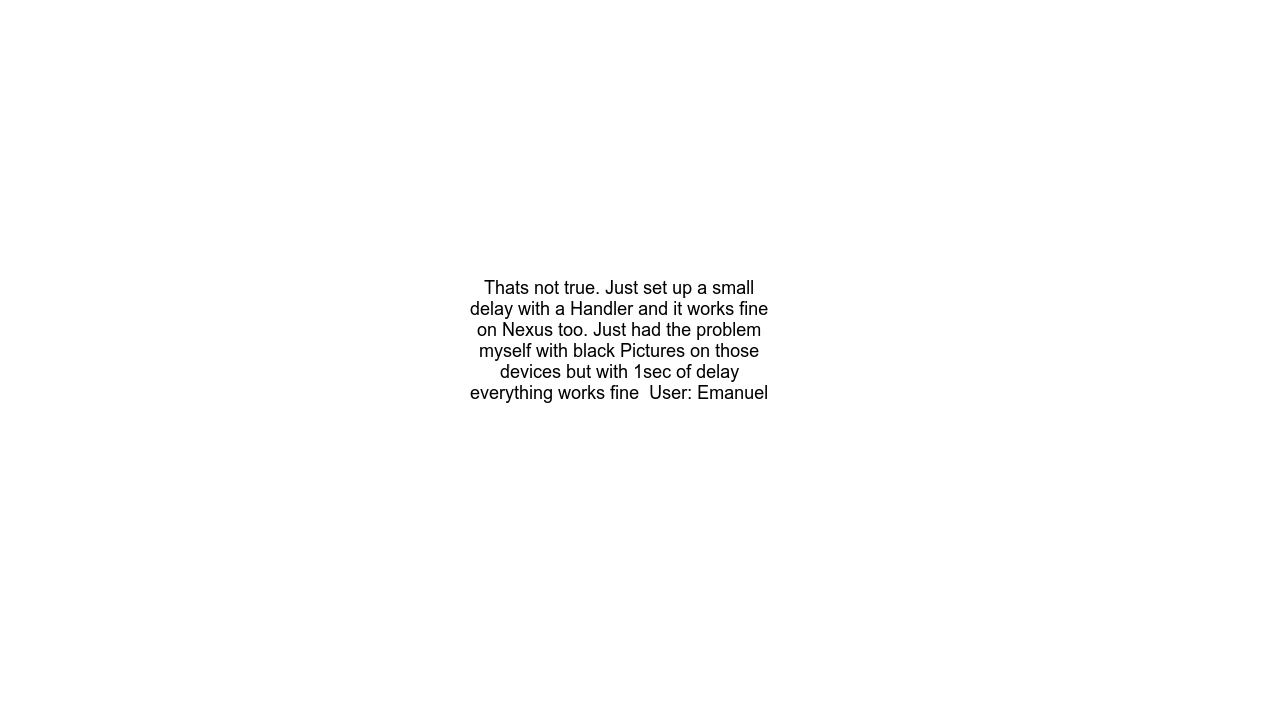 Thats not true. Just set up a small
delay with a Handler and it works fine
on Nexus too. Just had the problem
myself with black Pictures on those
devices but with 1sec of delay
everything works fine  User: Emanuel